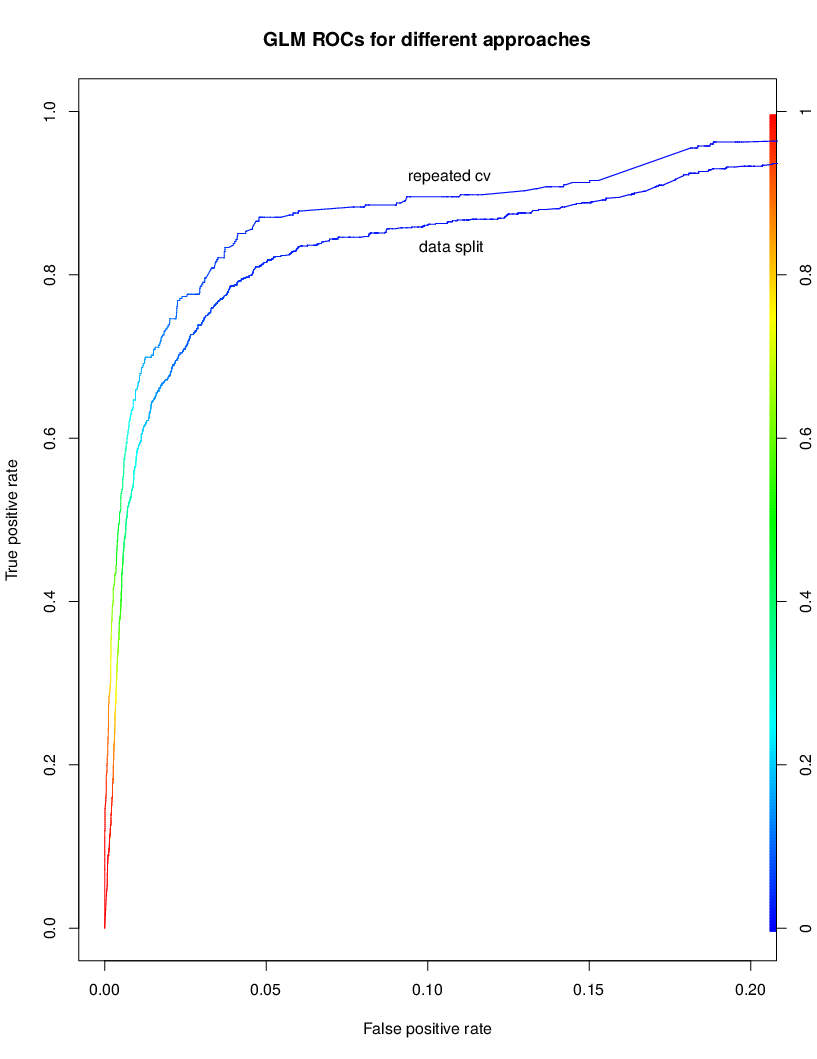 GLM ROCs for different approaches
repeated cv
data split
True positive rate
1.0
0.8
0.6
0.4
0.2
0.0
1
0.8
0.6
0.4
0.2
0
0.00 0.05 0.10 0.15 0.20
False positive rate